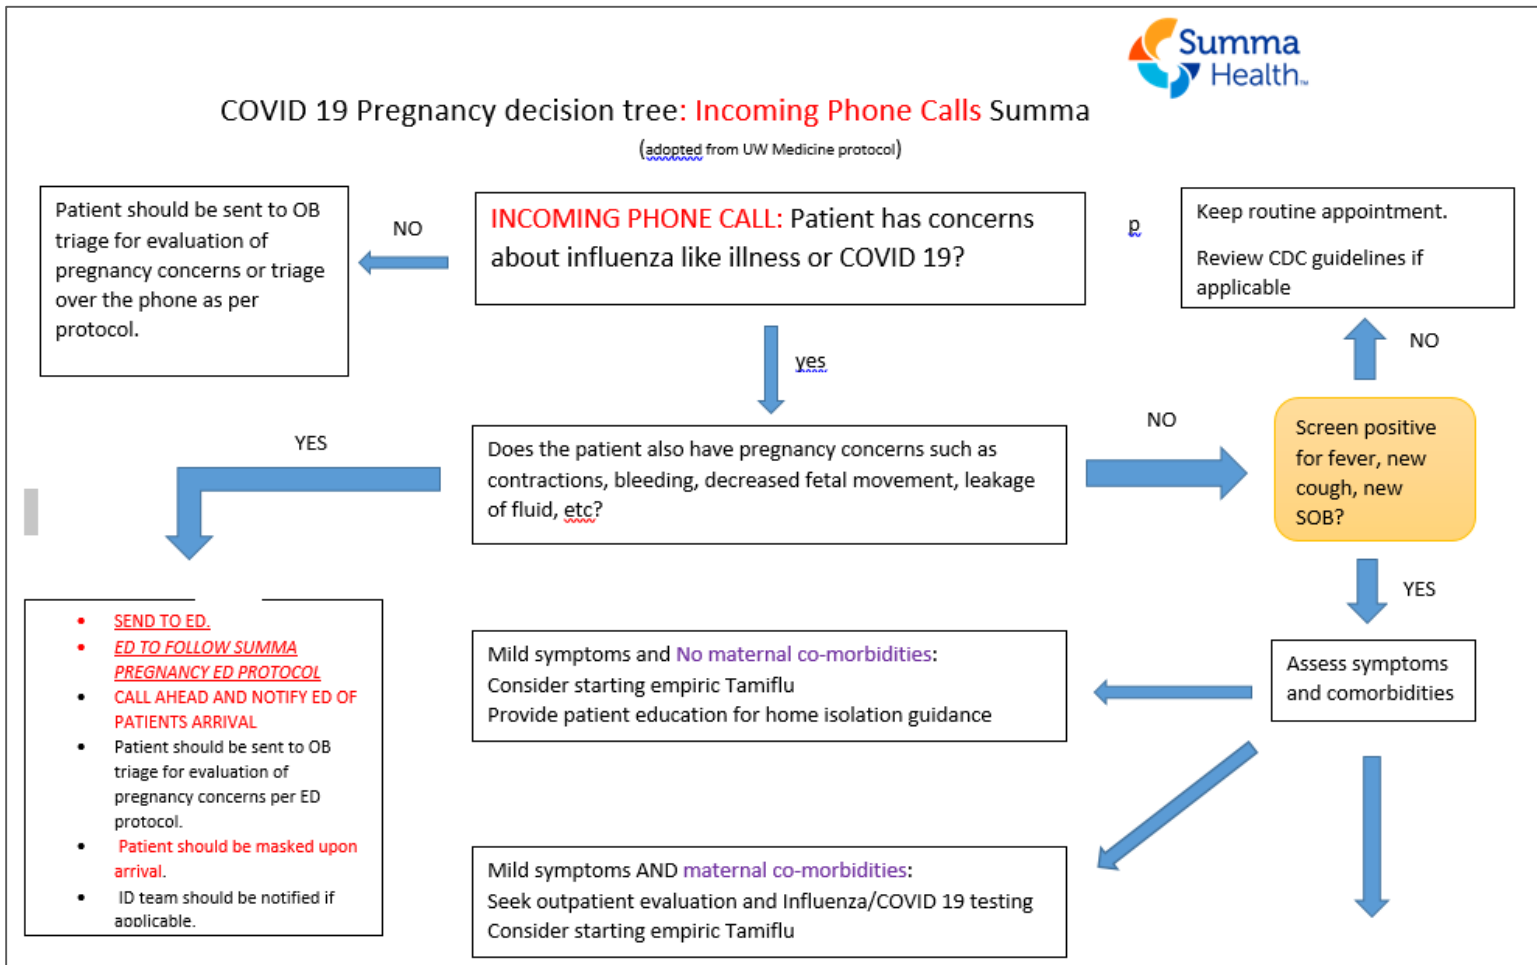 Summa
Health™
COVID 19 Pregnancy decision tree: Incoming Phone Calls Summa
(adopted from UW Medicine protocol)
Patient should be sent to OB
triage for evaluation of
pregnancy concerns or triage
over the phone as per
protocol.
NO
INCOMING PHONE CALL: Patient has concerns
about influenza like illness or COVID 19?
p
Keep routine appointment.
Review CDC guidelines if
applicable
NO
yes
YES
Does the patient also have pregnancy concerns such as
contractions, bleeding, decreased fetal movement, leakage
of fluid, etc?
NO
Screen positive
for fever, new
cough, new
SOB?
YES
• SEND TO ED.
• ED TO FOLLOW SUMMA
PREGNANCY ED PROTOCOL
• CALL AHEAD AND NOTIFY ED OF
PATIENTS ARRIVAL
• Patient should be sent to OB
triage for evaluation of
pregnancy concerns per ED
protocol.
• Patient should be masked upon
arrival.
• ID team should be notified if
applicable.
Mild symptoms and No maternal co-morbidities:
Consider starting empiric Tamiflu
Provide patient education for home isolation guidance
Assess symptoms
and comorbidities
Mild symptoms AND maternal co-morbidities:
Seek outpatient evaluation and Influenza/COVID 19 testing
Consider starting empiric Tamiflu